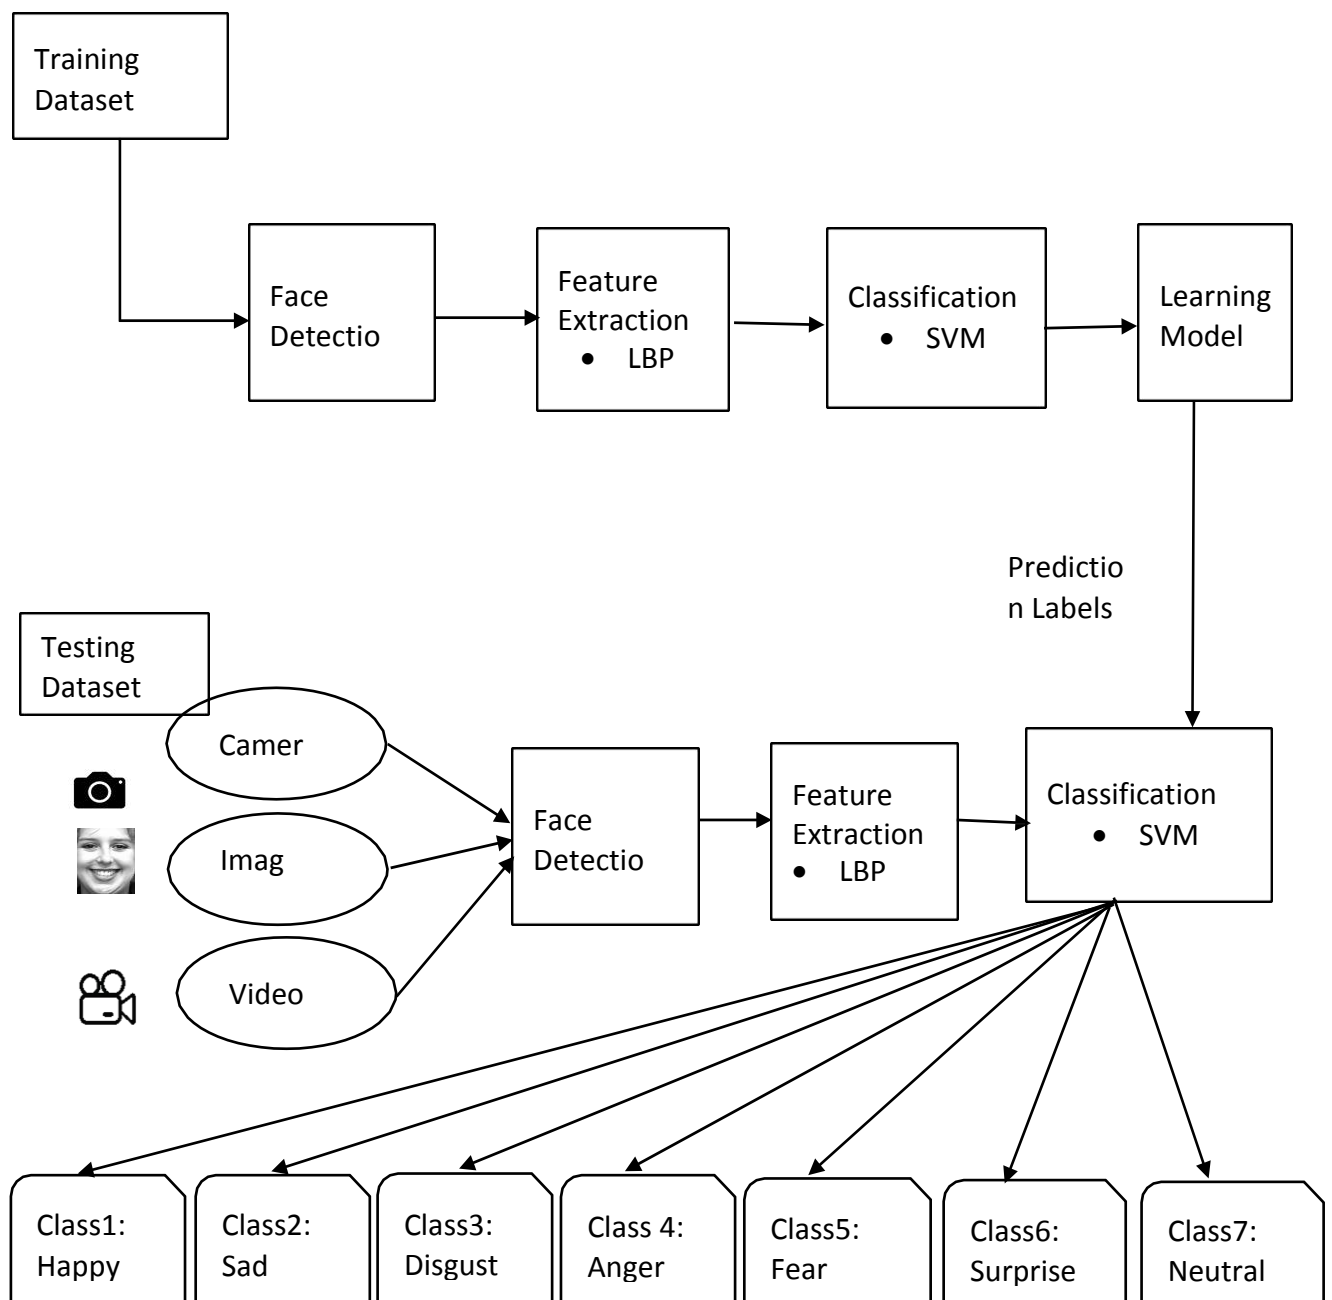 Training
Dataset
Face
Detectio
Feature
Extraction
• LBP
Classification
• SVM
Learning
Model
Predictio
n Labels
Testing
Dataset
Camer
Imag
Video
Face
Detectio
Feature
Extraction
• LBP
Classification
• SVM
Class1:
Happy
Class2:
Sad
Class3:
Disgust
Class 4:
Anger
Class5:
Fear
Class6:
Surprise
Class7:
Neutral